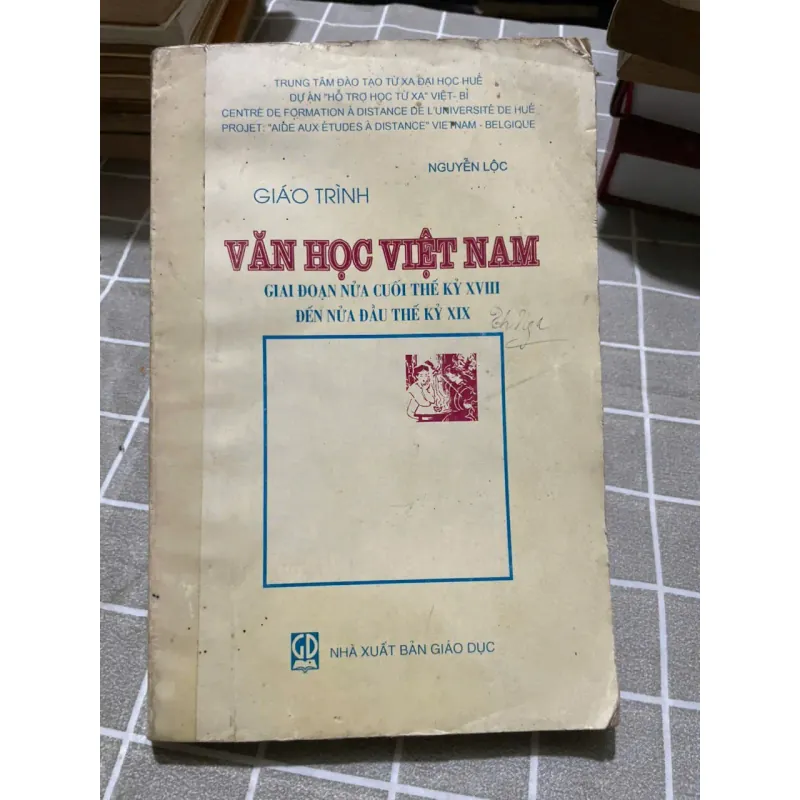 TRUNG TÂM ĐÀO TẠO TỪ XA ĐẠI HỌC HUẾ
DỰ ÁN "HỖ TRỢ HỌC TỪ XA" VIỆT- BỈ
CENTRE DE FORMATION À DISTANCE DE L'UNIVERSITÉ DE HUẾ
PROJET: "AIDE AUX ÉTUDES À DISTANCE" VIETNAM - BELGIQUE
NGUYỄN LỘC
GIÁO TRÌNH
VĂN HỌC VIỆT NAM
GIAI ĐOẠN NỬA CUỐI THẾ KỶ XVIII
ĐẾN NỬA ĐẦU THẾ KỶ XIX
GD
NHÀ XUẤT BẢN GIÁO DỤC